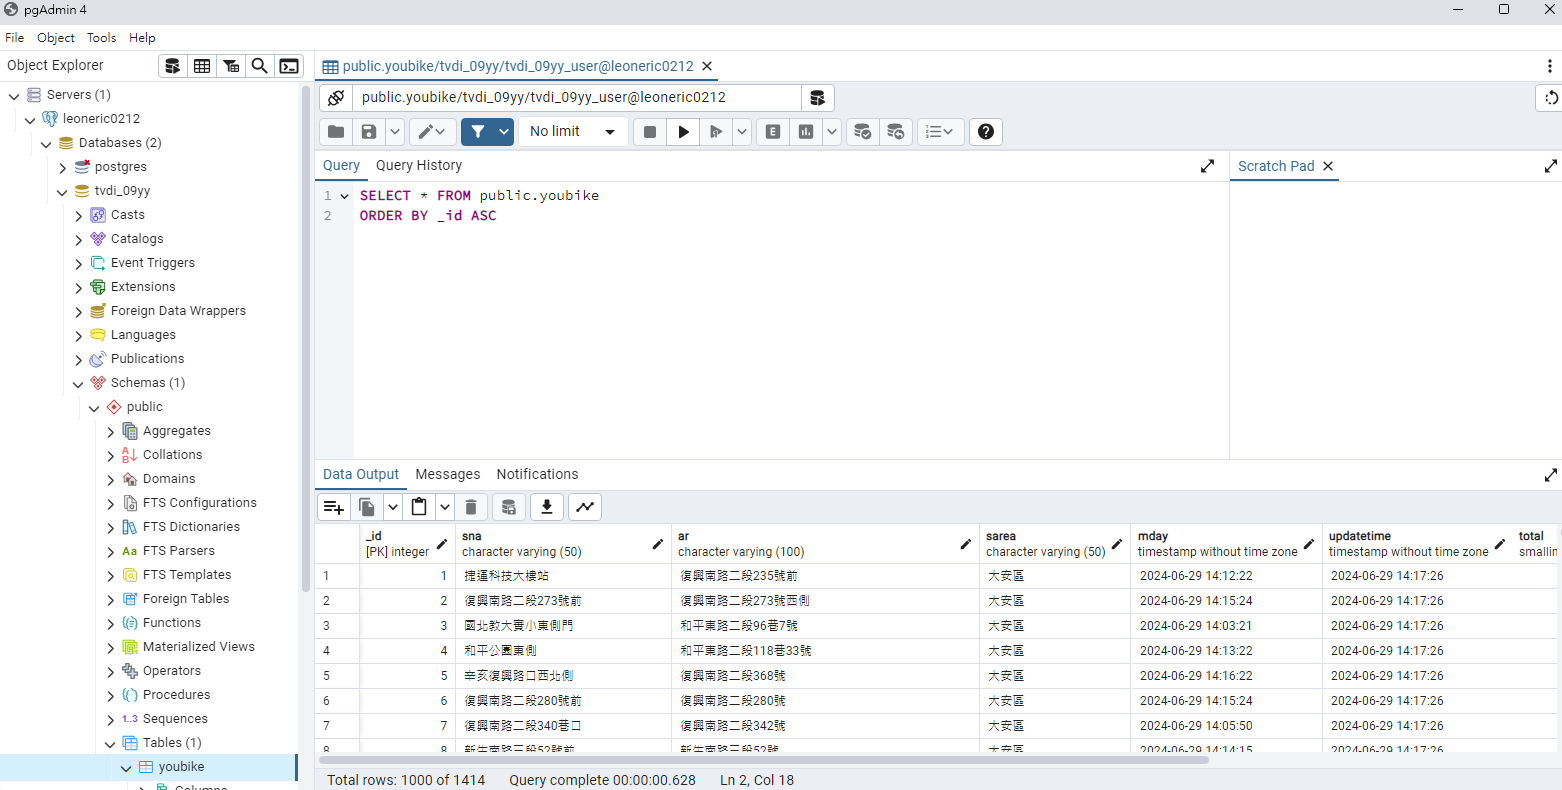 pgAdmin 4
File Object Tools Help
Object Explorer
Servers (1)
leoneric0212
Databases (2)
postgres
tvdi_09yy
Casts
Catalogs
Event Triggers
Extensions
Foreign Data Wrappers
Languages
Publications
Schemas (1)
public
Aggregates
Collations
Domains
FTS Configurations
FTS Dictionaries
FTS Parsers
FTS Templates
Foreign Tables
Functions
Materialized Views
Operators
Procedures
Sequences
Tables (1)
youbike
Columns
public.youbike/tvdi_09yy/tvdi_09yy_user@leoneric0212
public.youbike/tvdi_09yy/tvdi_09yy_user@leoneric0212
No limit
Query Query History
Scratch Pad
1 SELECT * FROM public.youbike
2 ORDER BY _id ASC
Data Output Messages Notifications
_id sna ar sarea mday updatetime total
[PK] integer character varying (50) character varying (100) character varying (50) timestamp without time zone timestamp without time zone smallin
1 1 捷運科技大樓站 復興南路二段235號前 大安區 2024-06-29 14:12:22 2024-06-29 14:17:26
2 2 復興南路二段273號前 復興南路二段273號西側 大安區 2024-06-29 14:15:24 2024-06-29 14:17:26
3 3 國北教大實小東側門 和平東路二段96巷7號 大安區 2024-06-29 14:03:21 2024-06-29 14:17:26
4 4 和平公園東側 和平東路二段118巷33號 大安區 2024-06-29 14:13:22 2024-06-29 14:17:26
5 5 辛亥復興路口西北側 復興南路二段368號 大安區 2024-06-29 14:16:22 2024-06-29 14:17:26
6 6 復興南路二段280號前 復興南路二段280號 大安區 2024-06-29 14:15:24 2024-06-29 14:17:26
7 7 復興南路二段340巷口 復興南路二段342號 大安區 2024-06-29 14:05:50 2024-06-29 14:17:26
8 8 新生南路三段52號前 新生南路三段52號 大安區 2024-06-29 14:14:15 2024-06-29 14:17:26
Total rows: 1000 of 1414 Query complete 00:00:00.628 Ln 2, Col 18